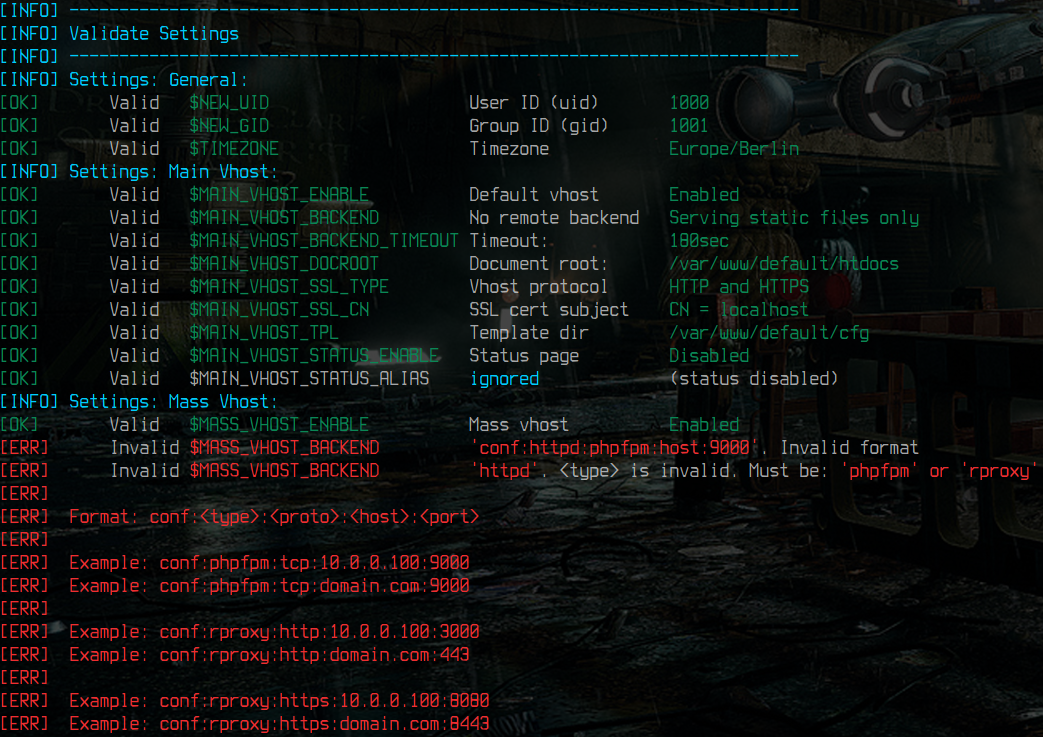 [INFO] -------------------------------------------------------------------------
[INFO] Validate Settings
[INFO] -------------------------------------------------------------------------
[INFO] Settings: General:
[OK] Valid $NEW_UID User ID (uid) 1000
[OK] Valid $NEW_GID Group ID (gid) 1001
[OK] Valid $TIMEZONE Timezone Europe/Berlin
[INFO] Settings: Main Vhost:
[OK] Valid $MAIN_VHOST_ENABLE Default vhost Enabled
[OK] Valid $MAIN_VHOST_BACKEND No remote backend Serving static files only
[OK] Valid $MAIN_VHOST_BACKEND_TIMEOUT Timeout: 180sec
[OK] Valid $MAIN_VHOST_DOCROOT Document root: /var/www/default/htdocs
[OK] Valid $MAIN_VHOST_SSL_TYPE Vhost protocol HTTP and HTTPS
[OK] Valid $MAIN_VHOST_SSL_CN SSL cert subject CN = localhost
[OK] Valid $MAIN_VHOST_TPL Template dir /var/www/default/cfg
[OK] Valid $MAIN_VHOST_STATUS_ENABLE Status page Disabled
[OK] Valid $MAIN_VHOST_STATUS_ALIAS ignored (status disabled)
[INFO] Settings: Mass Vhost:
[OK] Valid $MASS_VHOST_ENABLE Mass vhost Enabled
[ERR] Invalid $MASS_VHOST_BACKEND 'conf:httpd:phpfpm:host:9000'. Invalid format
[ERR] Invalid $MASS_VHOST_BACKEND 'httpd'. <type> is invalid. Must be: 'phpfpm' or 'rproxy'
[ERR]
[ERR] Format: conf:<type>:<proto>:<host>:<port>
[ERR]
[ERR] Example: conf:phpfpm:tcp:10.0.0.100:9000
[ERR] Example: conf:phpfpm:tcp:domain.com:9000
[ERR]
[ERR] Example: conf:rproxy:http:10.0.0.100:3000
[ERR] Example: conf:rproxy:http:domain.com:443
[ERR]
[ERR] Example: conf:rproxy:https:10.0.0.100:8080
[ERR] Example: conf:rproxy:https:domain.com:8443